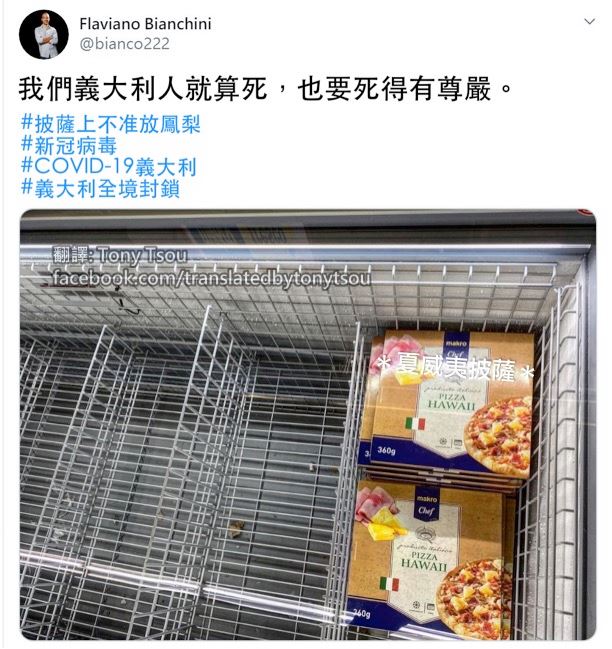 Flaviano Bianchini
@bianco222
我們義大利人就算死，也要死得有尊嚴。
#披薩上不准放鳳梨
#新冠病毒
#COVID-19義大利
#義大利全境封鎖
翻譯: Tony Tsou
facebook.com/translatedbytonytsou
makro
Chef
＊夏威夷披薩＊
PIZZA
HAWAII
360g
makro
Chef
prodotto italiano
PIZZA
HAWAII
360g